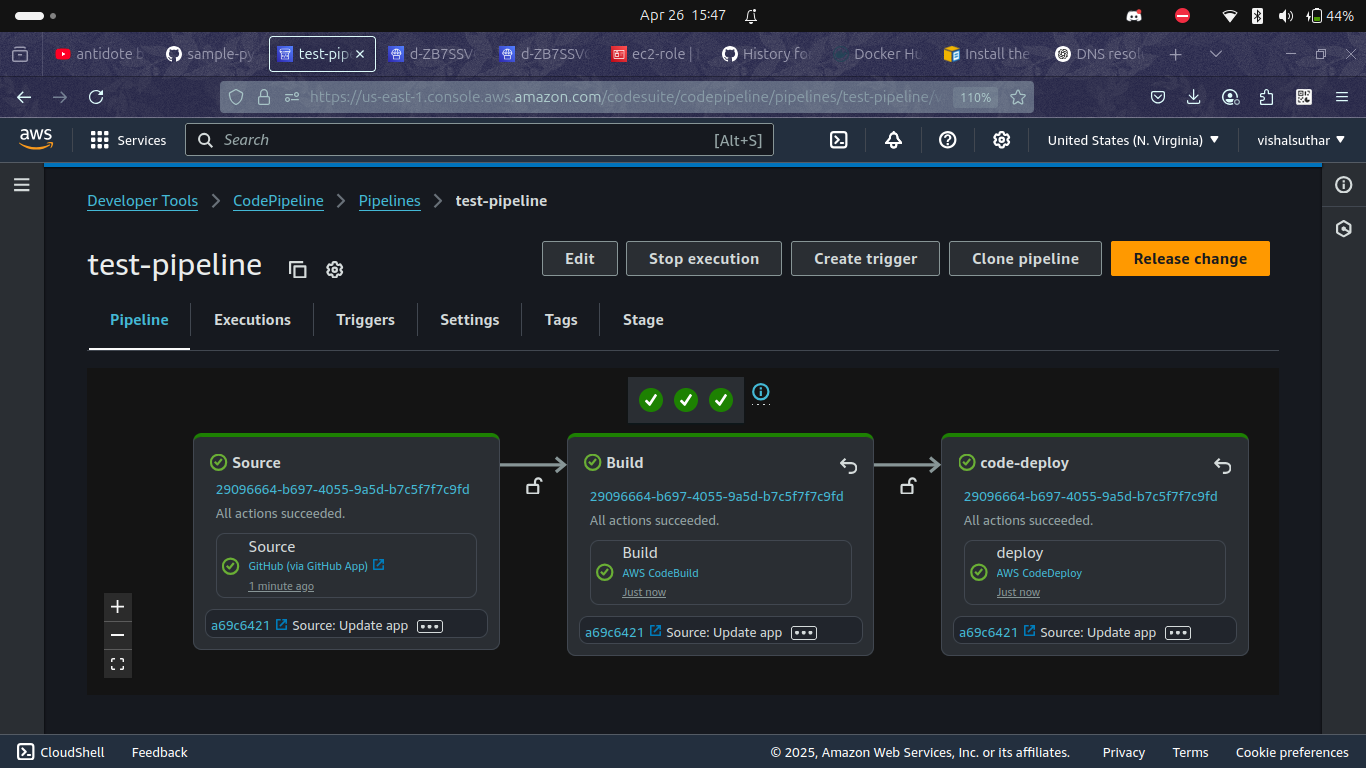 Apr 26 15:47
44%
antidote b
sample-py
test-pip
d-ZB7SSV
d-ZB7SSV
ec2-role |
History fo
Docker Hu
Install the
DNS resol
https://us-east-1.console.aws.amazon.com/codesuite/codepipeline/pipelines/test-pipeline/
110%
aws
Services
Search
[Alt+S]
United States (N. Virginia)
vishalsuthar
Developer Tools
CodePipeline
Pipelines
test-pipeline
test-pipeline
Edit
Stop execution
Create trigger
Clone pipeline
Release change
Pipeline
Executions
Triggers
Settings
Tags
Stage
Source
29096664-b697-4055-9a5d-b7c5f7f7c9fd
All actions succeeded.
Source
GitHub (via GitHub App)
1 minute ago
a69c6421 Source: Update app
Build
29096664-b697-4055-9a5d-b7c5f7f7c9fd
All actions succeeded.
Build
AWS CodeBuild
Just now
a69c6421 Source: Update app
code-deploy
29096664-b697-4055-9a5d-b7c5f7f7c9fd
All actions succeeded.
deploy
AWS CodeDeploy
Just now
a69c6421 Source: Update app
CloudShell
Feedback
© 2025, Amazon Web Services, Inc. or its affiliates.
Privacy
Terms
Cookie preferences